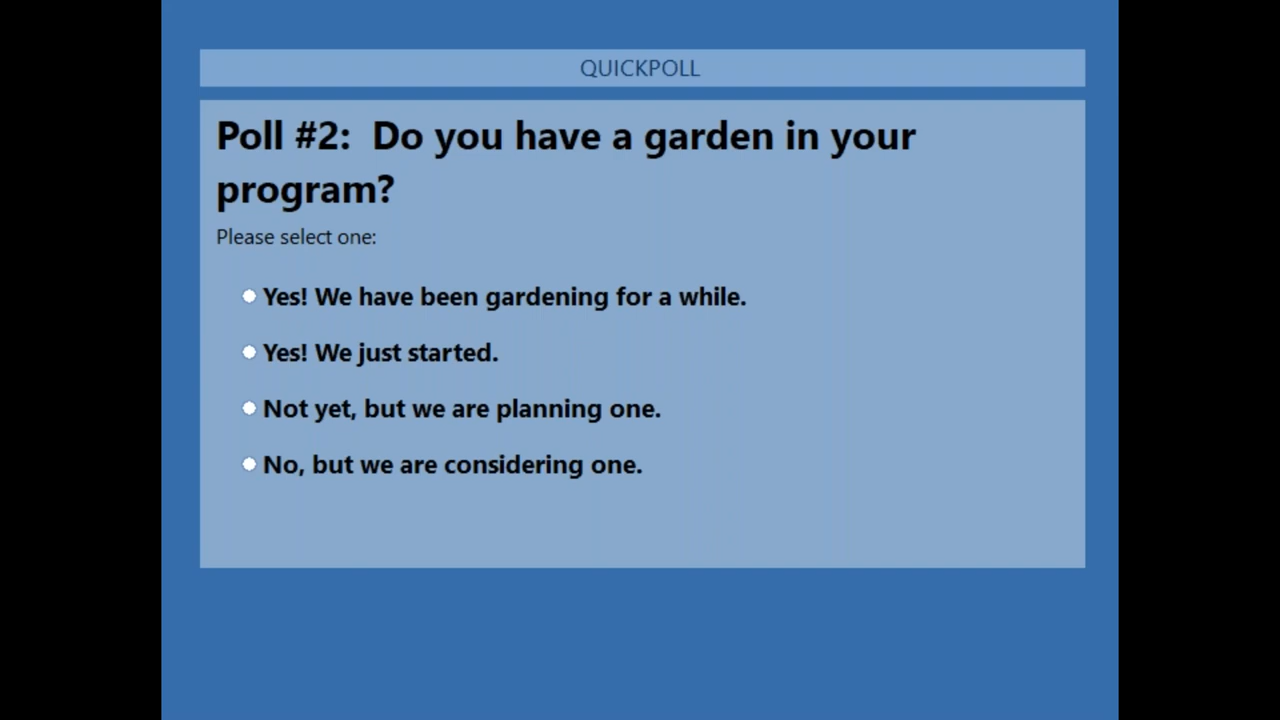 QUICKPOLL
Poll #2:  Do you have a garden in your
program?
Please select one:
Yes! We have been gardening for a while.
Yes! We just started.
Not yet, but we are planning one.
No, but we are considering one.